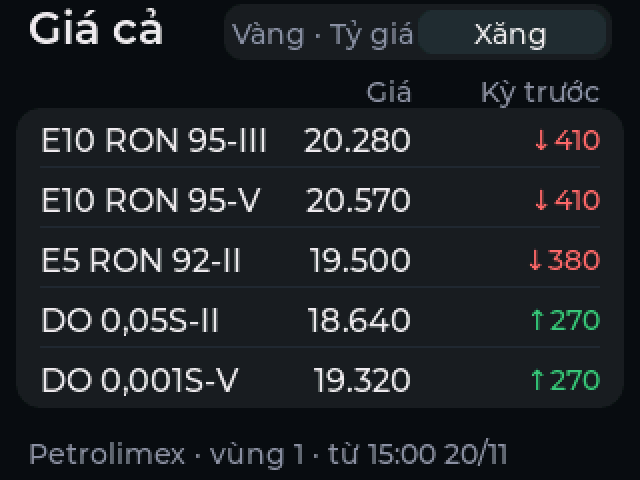 Giá cả Vàng · Tỷ giá Xăng
Giá Kỳ trước
E10 RON 95-III 20.280 ↓410
E10 RON 95-V 20.570 ↓410
E5 RON 92-II 19.500 ↓380
DO 0,05S-II 18.640 ↑270
DO 0,001S-V 19.320 ↑270
Petrolimex · vùng 1 · từ 15:00 20/11